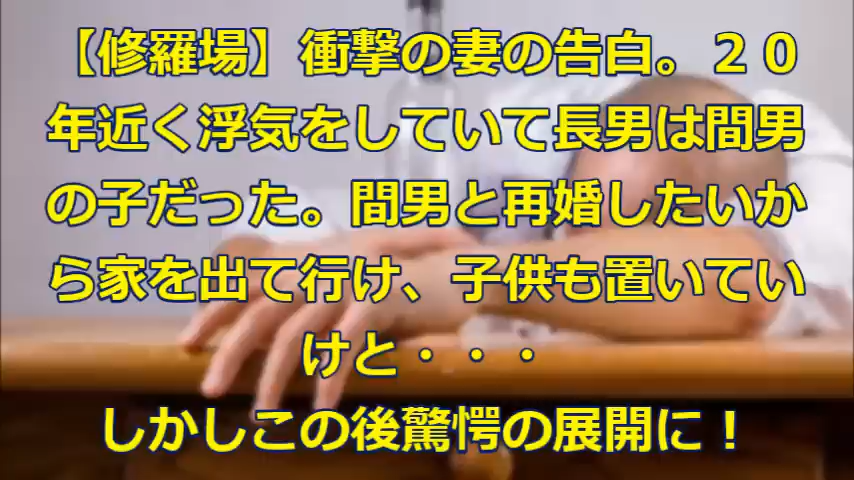 【修羅場】衝撃の妻の告白。２０
年近く浮気をしていて長男は間男
の子だった。間男と再婚したいか
ら家を出て行け、子供も置いてい
けと・・・
しかしこの後驚愕の展開に！